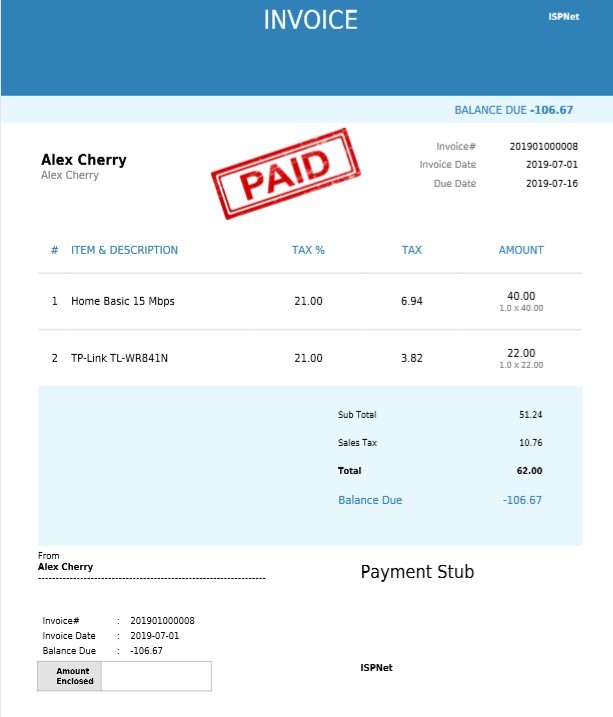 INVOICE
ISPNet
BALANCE DUE -106.67
Alex Cherry
Alex Cherry
PAID
Invoice# 201901000008
Invoice Date 2019-07-01
Due Date 2019-07-16
# ITEM & DESCRIPTION TAX % TAX AMOUNT
1 Home Basic 15 Mbps 21.00 6.94 40.00
1.0 x 40.00
2 TP-Link TL-WR841N 21.00 3.82 22.00
1.0 x 22.00
Sub Total 51.24
Sales Tax 10.76
Total 62.00
Balance Due -106.67
From
Alex Cherry
Payment Stub
Invoice# : 201901000008
Invoice Date : 2019-07-01
Balance Due : -106.67
Amount
Enclosed
ISPNet